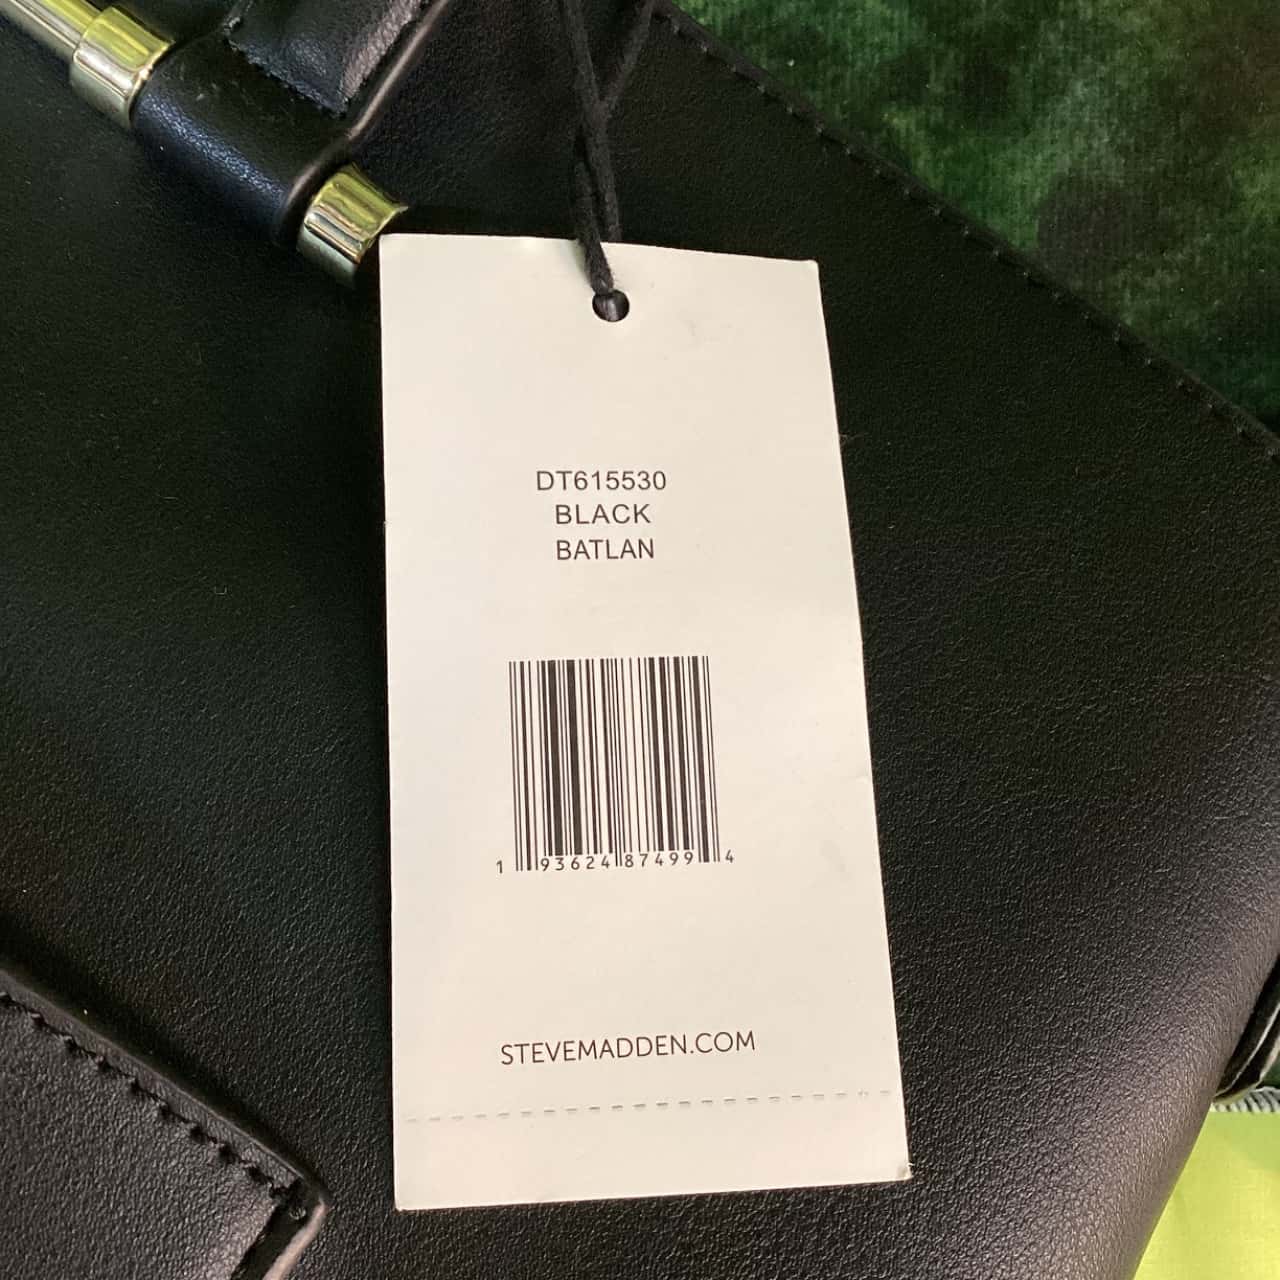 DT615530
BLACK
BATLAN
1 93624 87499 4
STEVEMADDEN.COM